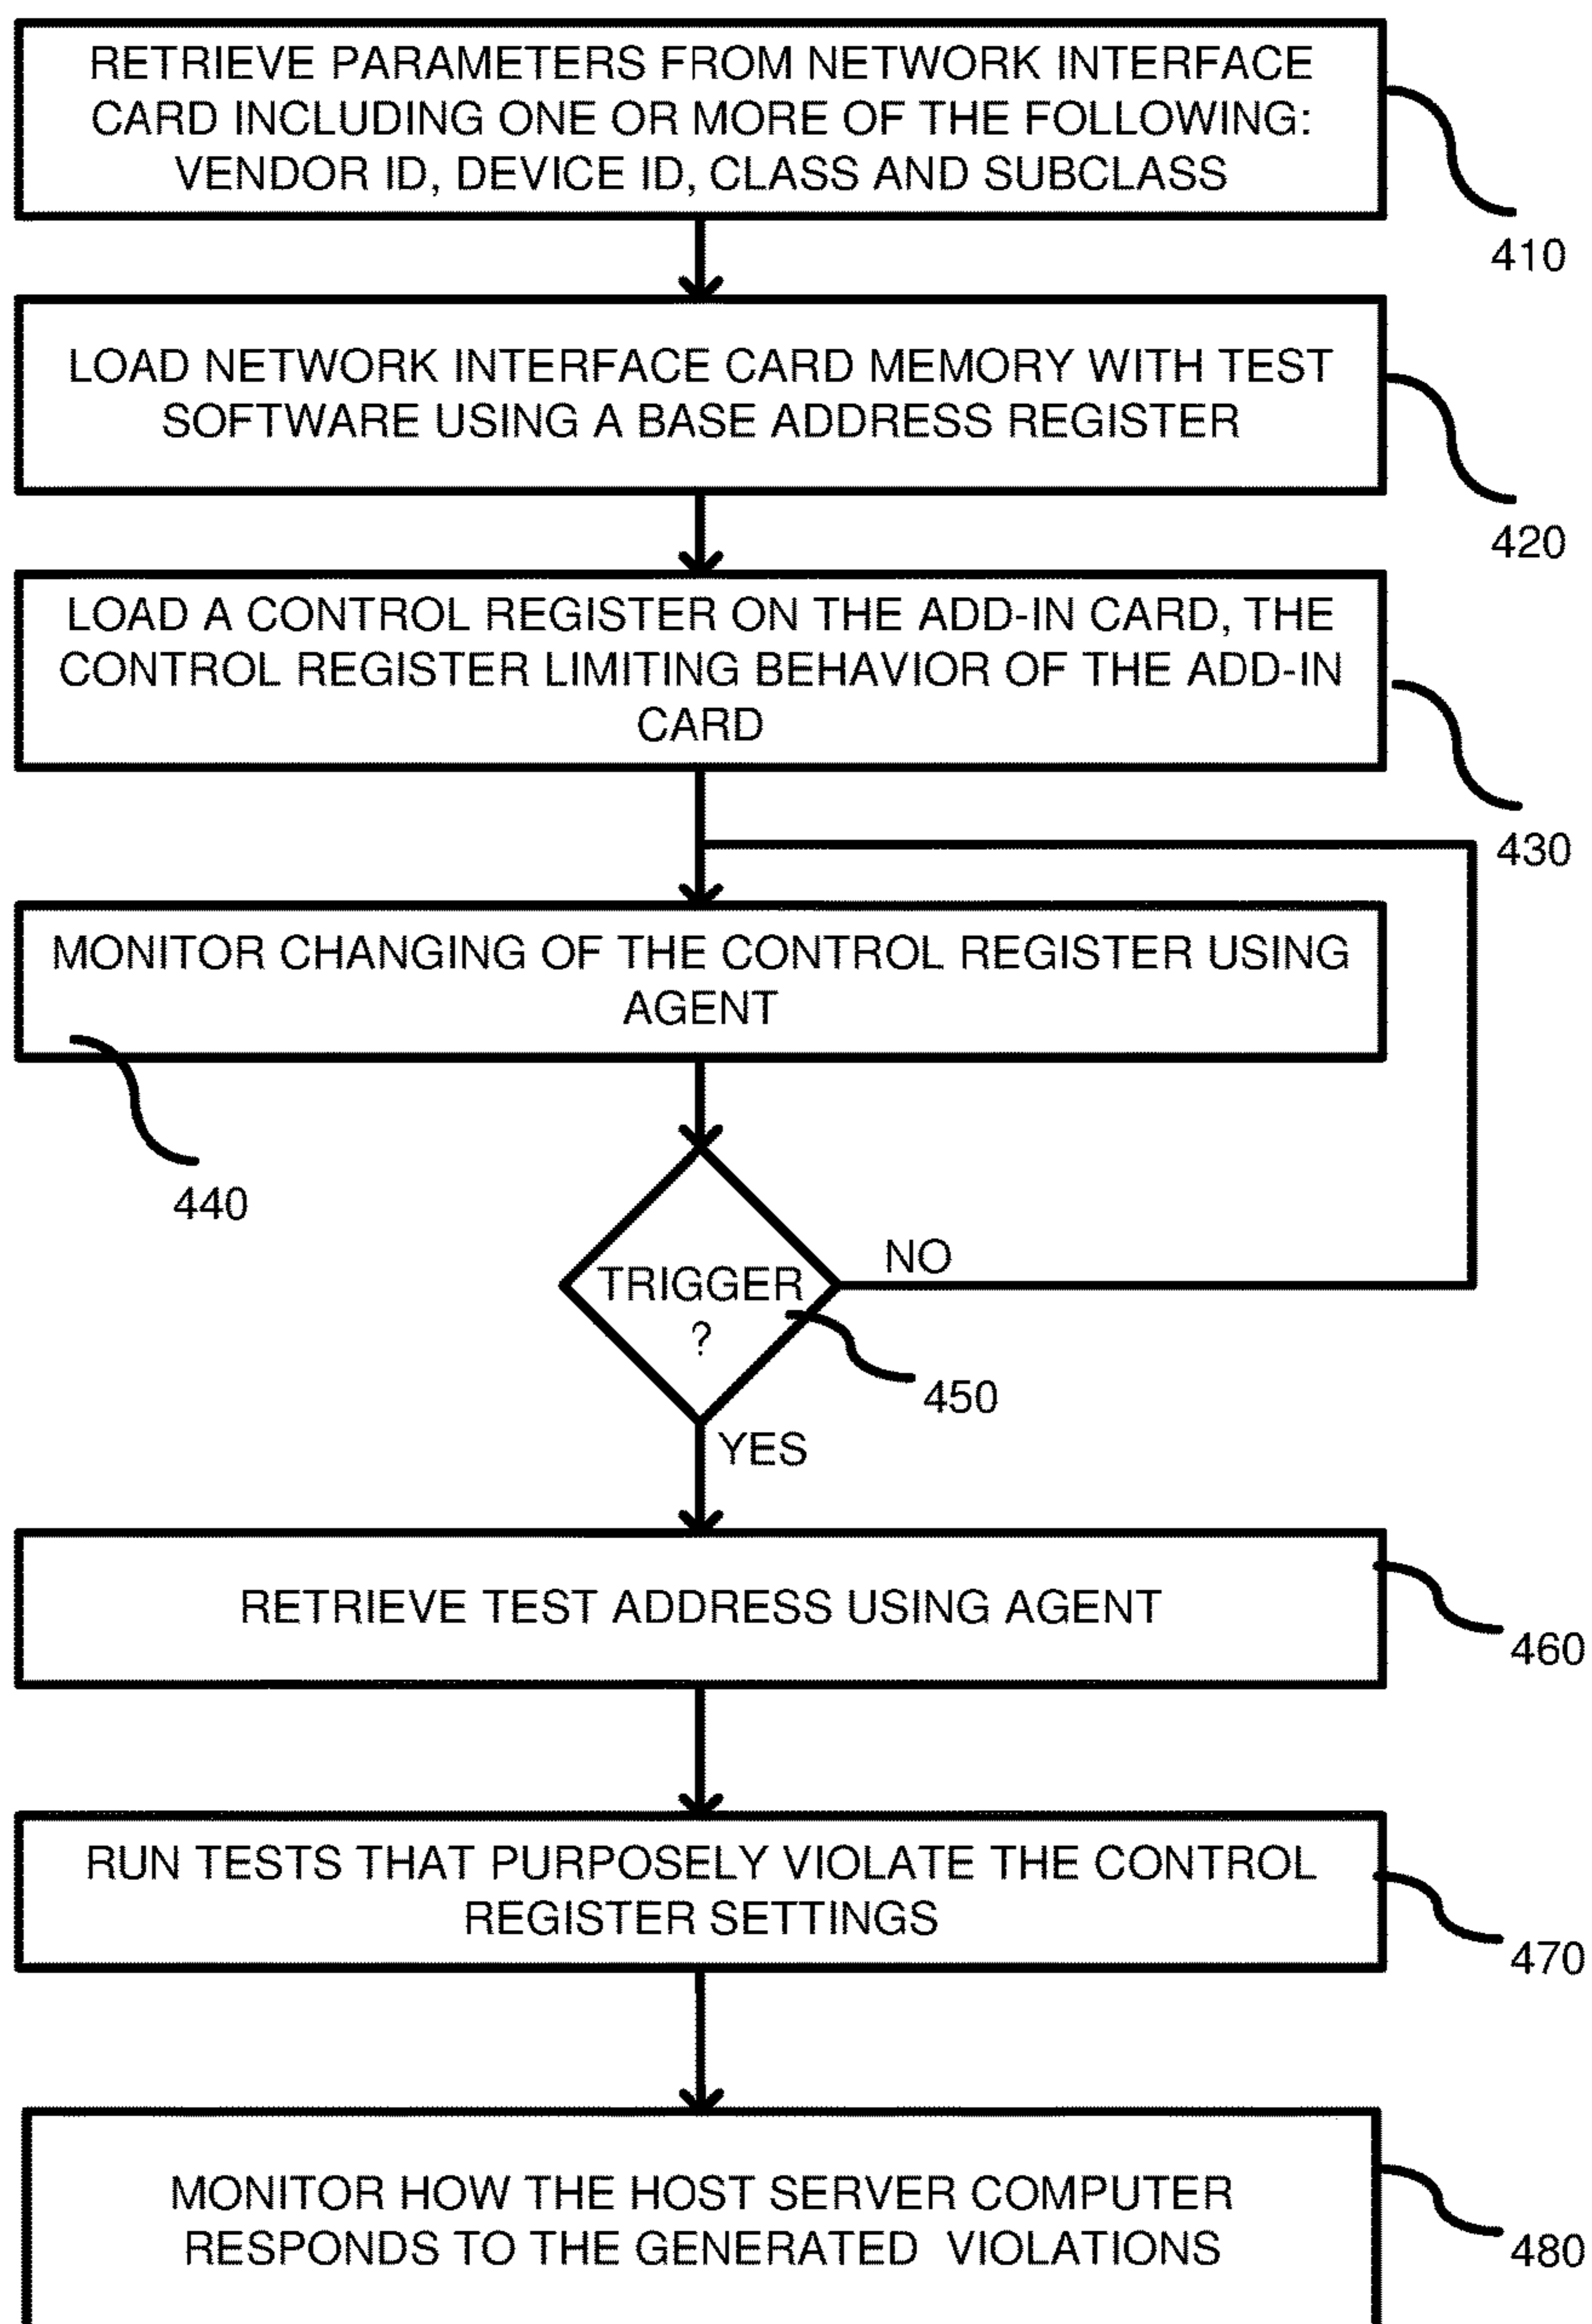 RETRIEVE PARAMETERS FROM NETWORK INTERFACE
CARD INCLUDING ONE OR MORE OF THE FOLLOWING:
VENDOR ID, DEVICE ID, CLASS AND SUBCLASS
410
LOAD NETWORK INTERFACE CARD MEMORY WITH TEST
SOFTWARE USING A BASE ADDRESS REGISTER
420
LOAD A CONTROL REGISTER ON THE ADD-IN CARD, THE
CONTROL REGISTER LIMITING BEHAVIOR OF THE ADD-IN
CARD
430
MONITOR CHANGING OF THE CONTROL REGISTER USING
AGENT
440
NO
TRIGGER
?
450
YES
RETRIEVE TEST ADDRESS USING AGENT
460
RUN TESTS THAT PURPOSELY VIOLATE THE CONTROL
REGISTER SETTINGS
470
MONITOR HOW THE HOST SERVER COMPUTER
RESPONDS TO THE GENERATED VIOLATIONS
480